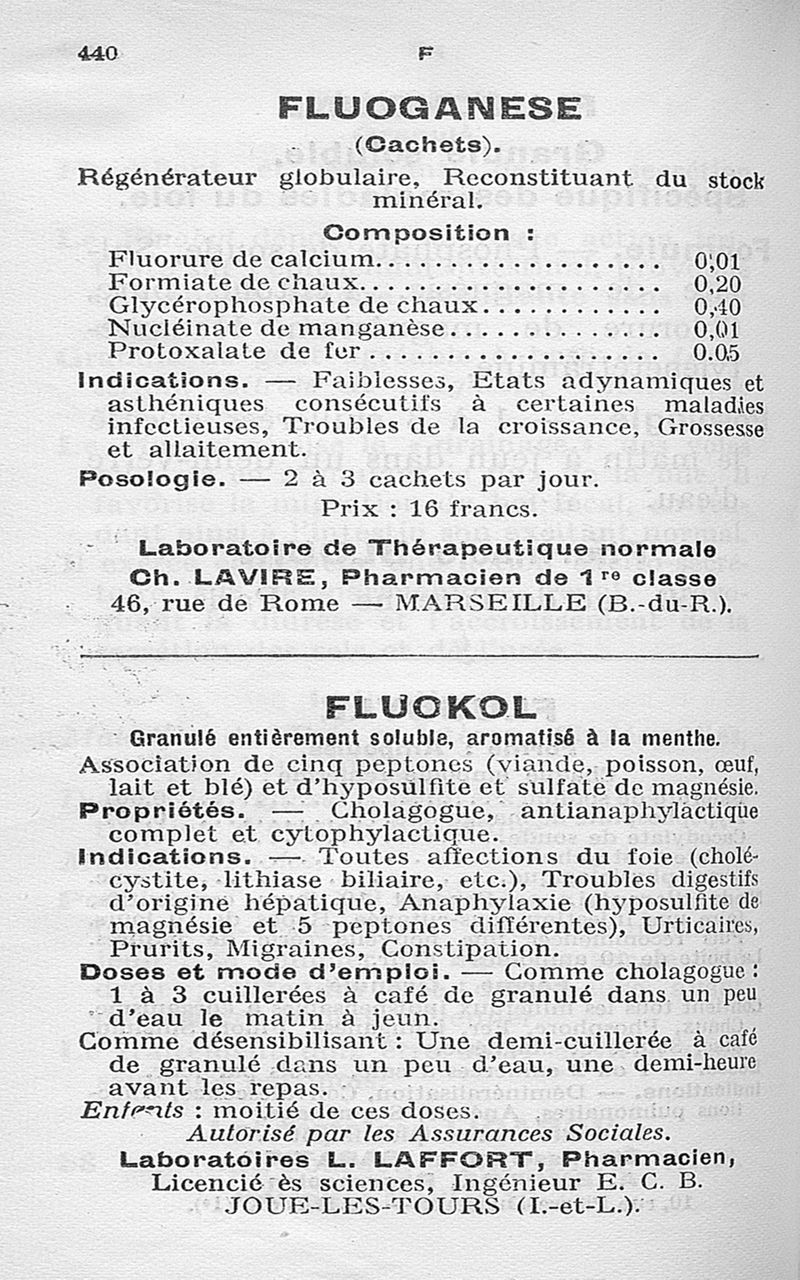 440 F
FLUOGANESE
(Cachets).
Régénérateur globulaire, Reconstituant du stock
minéral.
Composition :
Fluorure de calcium..................... 0,01
Formiate de chaux...................... 0,20
Glycérophosphate de chaux............. 0,40
Nucléinate de manganèse............... 0,01
Protoxalate de fer.................... 0.05
Indications. — Faiblesses, Etats adynamiques et
asthéniques consécutifs à certaines maladies
infectieuses, Troubles de la croissance, Grossesse
et allaitement.
Posologie. — 2 à 3 cachets par jour.
Prix : 16 francs.
Laboratoire de Thérapeutique normale
Ch. LAVIRE, Pharmacien de 1re classe
46, rue de Rome — MARSEILLE (B.-du-R.).
FLUOKOL
Granulé entièrement soluble, aromatisé à la menthe.
Association de cinq peptones (viande, poisson, œuf,
lait et blé) et d'hyposulfite et sulfate de magnésie.
Propriétés. — Cholagogue, antianaphylactique
complet et cytophylactique.
Indications. — Toutes affections du foie (cholé-
cystite, lithiase biliaire, etc.), Troubles digestifs
d'origine hépatique, Anaphylaxie (hyposulfite de
magnésie et 5 peptones différentes), Urticaires,
Prurits, Migraines, Constipation.
Doses et mode d'emploi. — Comme cholagogue :
1 à 3 cuillerées à café de granulé dans un peu
d'eau le matin à jeun.
Comme désensibilisant : Une demi-cuillerée à café
de granulé dans un peu d'eau, une demi-heure
avant les repas.
Enfants : moitié de ces doses.
Autorisé par les Assurances Sociales.
Laboratoires L. LAFFORT, Pharmacien,
Licencié ès sciences, Ingénieur E. C. B.
JOUE-LES-TOURS (I.-et-L.).